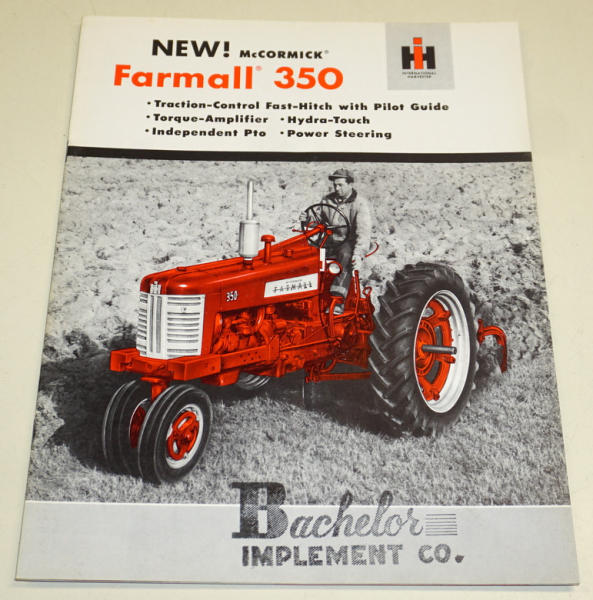 NEW! McCORMICK®
Farmall® 350
• Traction-Control Fast-Hitch with Pilot Guide
• Torque-Amplifier • Hydra-Touch
• Independent Pto • Power Steering
IH
INTERNATIONAL
HARVESTER
FARMALL
350
Bachelor
IMPLEMENT CO.